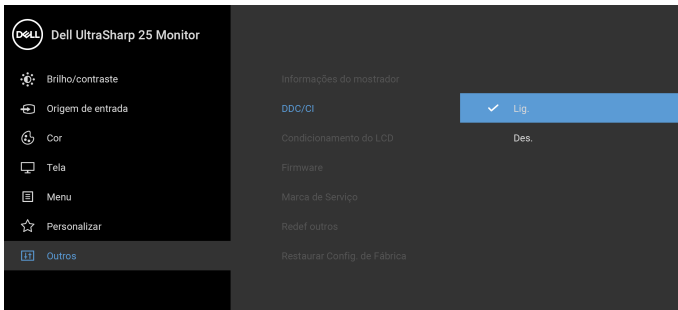 DELL Dell UltraSharp 25 Monitor
Brilho/contraste
Origem de entrada
Cor
Tela
Menu
Personalizar
Outros
Informações do mostrador
DDC/CI
Condicionamento do LCD
Firmware
Marca de Serviço
Redef outros
Restaurar Config. de Fábrica
Lig.
Des.